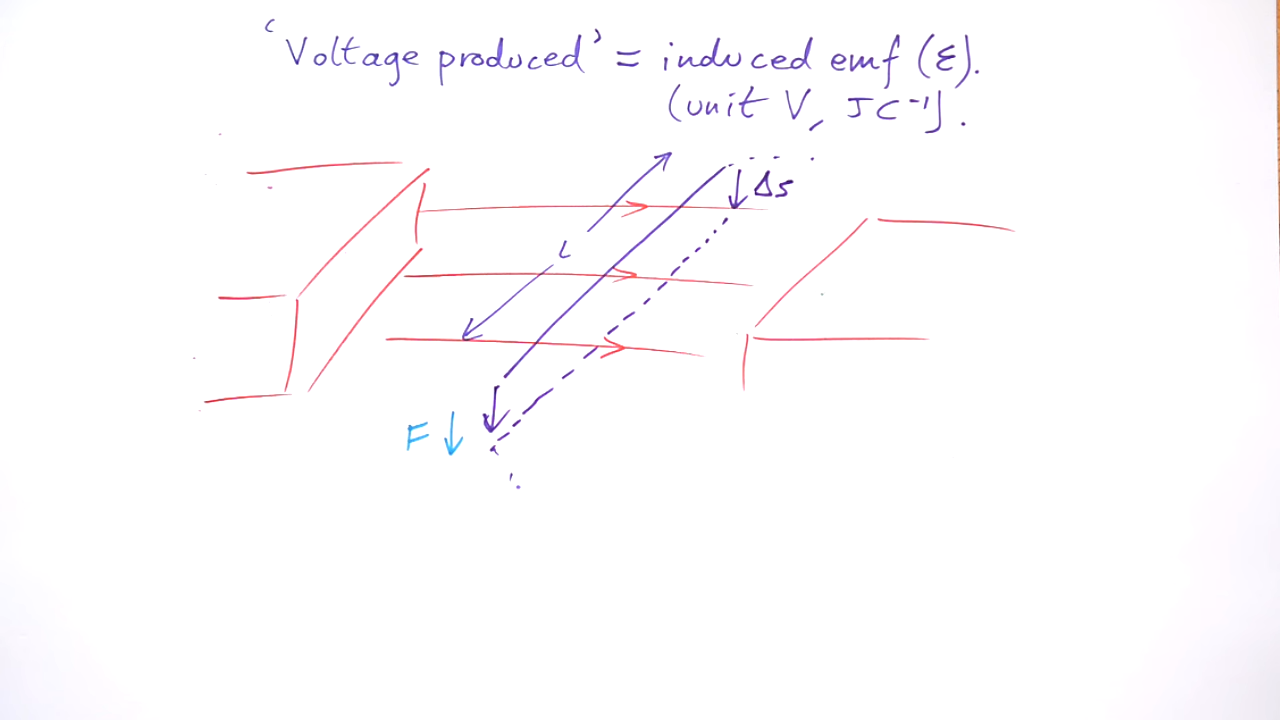 'Voltage produced' = induced emf (ε).
(unit V, JC⁻¹).
Δs
L
F